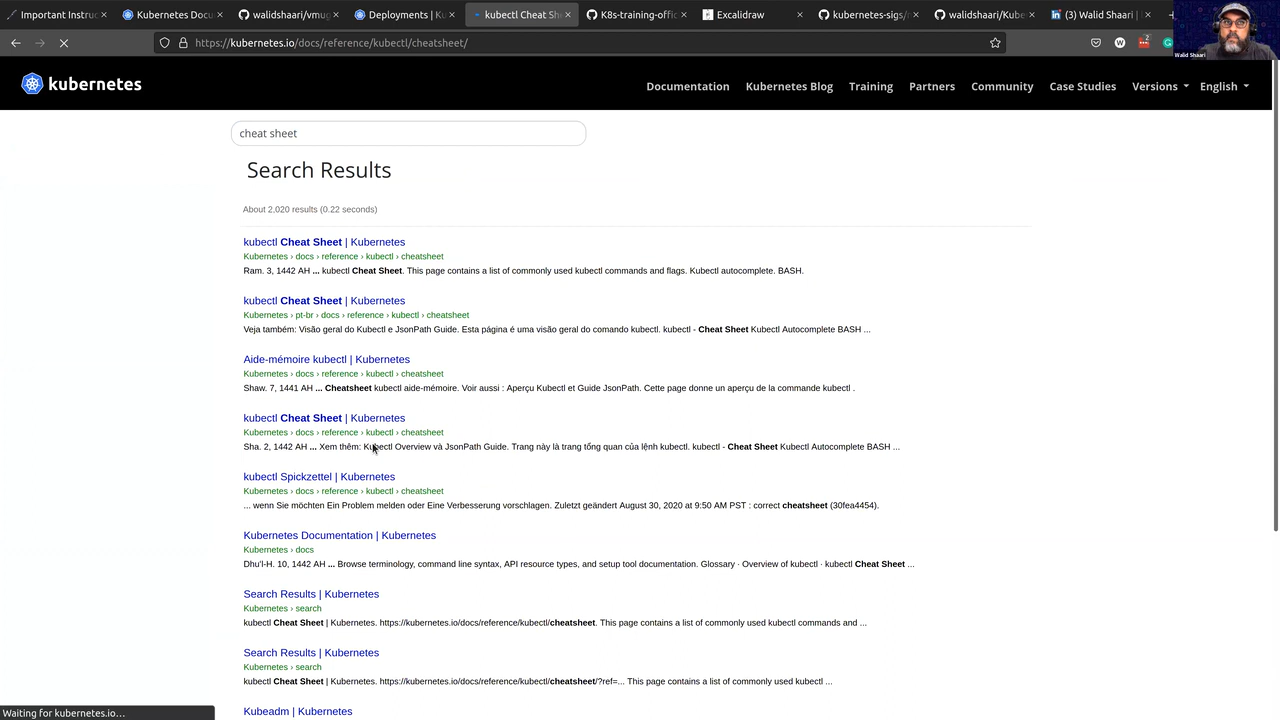 Important Instruc
Kubernetes Docu
walidshaari/vmug
Deployments | Ku
kubectl Cheat Sh
K8s-training-offic
Excalidraw
kubernetes-sigs/
walidshaari/Kube
(3) Walid Shaari |
https://kubernetes.io/docs/reference/kubectl/cheatsheet/
Walid Shaari
kubernetes
Documentation
Kubernetes Blog
Training
Partners
Community
Case Studies
Versions
English
cheat sheet
Search Results
About 2,020 results (0.22 seconds)
kubectl Cheat Sheet | Kubernetes
Kubernetes › docs › reference › kubectl › cheatsheet
Ram. 3, 1442 AH ... kubectl Cheat Sheet. This page contains a list of commonly used kubectl commands and flags. Kubectl autocomplete. BASH.
kubectl Cheat Sheet | Kubernetes
Kubernetes › pt-br › docs › reference › kubectl › cheatsheet
Veja também: Visão geral do Kubectl e JsonPath Guide. Esta página é uma visão geral do comando kubectl. kubectl - Cheat Sheet Kubectl Autocomplete BASH ...
Aide-mémoire kubectl | Kubernetes
Kubernetes › docs › reference › kubectl › cheatsheet
Shaw. 7, 1441 AH ... Cheatsheet kubectl aide-mémoire. Voir aussi : Aperçu Kubectl et Guide JsonPath. Cette page donne un aperçu de la commande kubectl .
kubectl Cheat Sheet | Kubernetes
Kubernetes › docs › reference › kubectl › cheatsheet
Sha. 2, 1442 AH ... Xem thêm: Kubectl Overview và JsonPath Guide. Trang này là trang tổng quan của lệnh kubectl. kubectl - Cheat Sheet Kubectl Autocomplete BASH ...
kubectl Spickzettel | Kubernetes
Kubernetes › docs › reference › kubectl › cheatsheet
... wenn Sie möchten Ein Problem melden oder Eine Verbesserung vorschlagen. Zuletzt geändert August 30, 2020 at 9:50 AM PST : correct cheatsheet (30fea4454).
Kubernetes Documentation | Kubernetes
Kubernetes › docs
Dhuʻl-H. 10, 1442 AH ... Browse terminology, command line syntax, API resource types, and setup tool documentation. Glossary · Overview of kubectl · kubectl Cheat Sheet ...
Search Results | Kubernetes
Kubernetes › search
kubectl Cheat Sheet | Kubernetes. https://kubernetes.io/docs/reference/kubectl/cheatsheet. This page contains a list of commonly used kubectl commands and ...
Search Results | Kubernetes
Kubernetes › search
kubectl Cheat Sheet | Kubernetes. https://kubernetes.io/docs/reference/kubectl/cheatsheet/?ref=... This page contains a list of commonly used kubectl ...
Kubeadm | Kubernetes
Waiting for kubernetes.io…